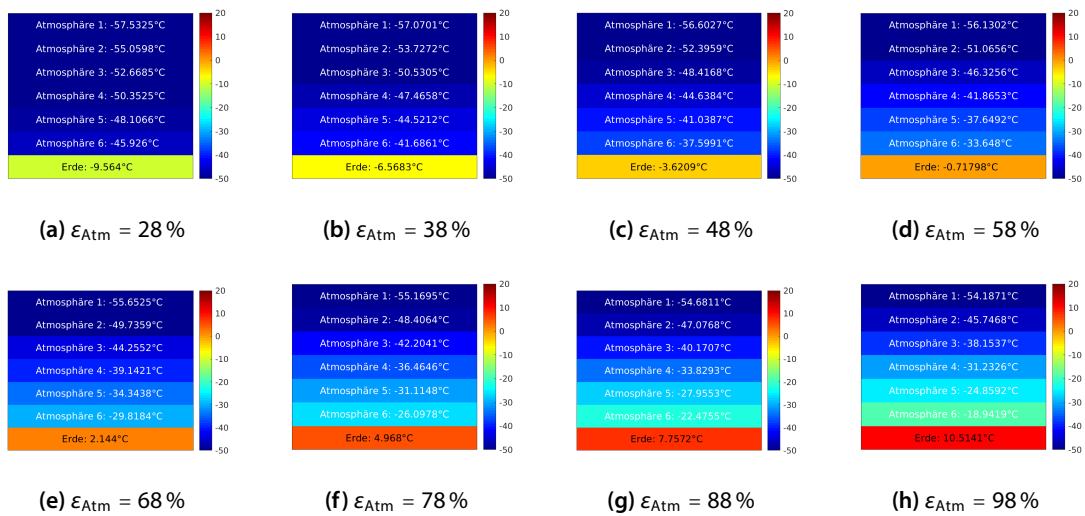 Atmosphäre 1: -57.5325°C
Atmosphäre 2: -55.0598°C
Atmosphäre 3: -52.6685°C
Atmosphäre 4: -50.3525°C
Atmosphäre 5: -48.1066°C
Atmosphäre 6: -45.926°C
Erde: -9.564°C
20
10
0
-10
-20
-30
-40
-50
(a) εAtm = 28 %
Atmosphäre 1: -57.0701°C
Atmosphäre 2: -53.7272°C
Atmosphäre 3: -50.5305°C
Atmosphäre 4: -47.4658°C
Atmosphäre 5: -44.5212°C
Atmosphäre 6: -41.6861°C
Erde: -6.5683°C
20
10
0
-10
-20
-30
-40
-50
(b) εAtm = 38 %
Atmosphäre 1: -56.6027°C
Atmosphäre 2: -52.3959°C
Atmosphäre 3: -48.4168°C
Atmosphäre 4: -44.6384°C
Atmosphäre 5: -41.0387°C
Atmosphäre 6: -37.5991°C
Erde: -3.6209°C
20
10
0
-10
-20
-30
-40
-50
(c) εAtm = 48 %
Atmosphäre 1: -56.1302°C
Atmosphäre 2: -51.0656°C
Atmosphäre 3: -46.3256°C
Atmosphäre 4: -41.8653°C
Atmosphäre 5: -37.6492°C
Atmosphäre 6: -33.648°C
Erde: -0.71798°C
20
10
0
-10
-20
-30
-40
-50
(d) εAtm = 58 %
Atmosphäre 1: -55.6525°C
Atmosphäre 2: -49.7359°C
Atmosphäre 3: -44.2552°C
Atmosphäre 4: -39.1421°C
Atmosphäre 5: -34.3438°C
Atmosphäre 6: -29.8184°C
Erde: 2.144°C
20
10
0
-10
-20
-30
-40
-50
(e) εAtm = 68 %
Atmosphäre 1: -55.1695°C
Atmosphäre 2: -48.4064°C
Atmosphäre 3: -42.2041°C
Atmosphäre 4: -36.4646°C
Atmosphäre 5: -31.1148°C
Atmosphäre 6: -26.0978°C
Erde: 4.968°C
20
10
0
-10
-20
-30
-40
-50
(f) εAtm = 78 %
Atmosphäre 1: -54.6811°C
Atmosphäre 2: -47.0768°C
Atmosphäre 3: -40.1707°C
Atmosphäre 4: -33.8293°C
Atmosphäre 5: -27.9553°C
Atmosphäre 6: -22.4755°C
Erde: 7.7572°C
20
10
0
-10
-20
-30
-40
-50
(g) εAtm = 88 %
Atmosphäre 1: -54.1871°C
Atmosphäre 2: -45.7468°C
Atmosphäre 3: -38.1537°C
Atmosphäre 4: -31.2326°C
Atmosphäre 5: -24.8592°C
Atmosphäre 6: -18.9419°C
Erde: 10.5141°C
20
10
0
-10
-20
-30
-40
-50
(h) εAtm = 98 %